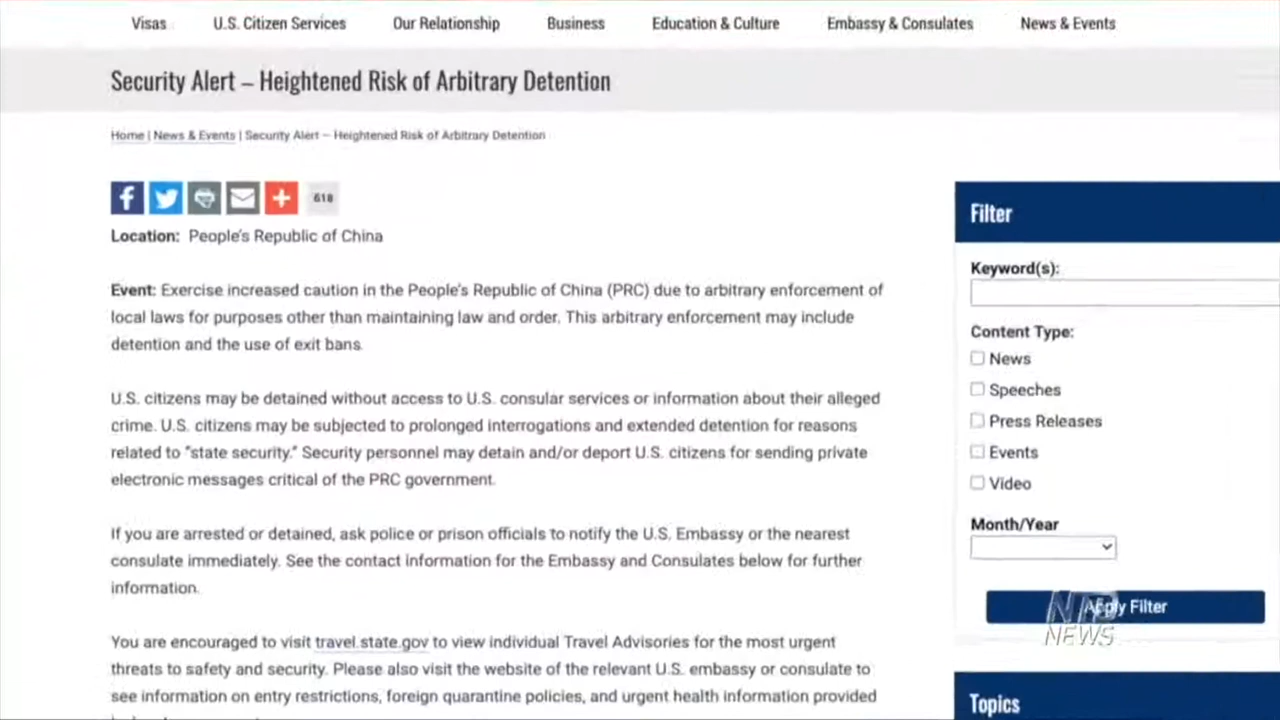 Visas U.S. Citizen Services Our Relationship Business Education & Culture Embassy & Consulates News & Events
Security Alert – Heightened Risk of Arbitrary Detention
Home | News & Events | Security Alert – Heightened Risk of Arbitrary Detention
618
Location: People's Republic of China
Event: Exercise increased caution in the People's Republic of China (PRC) due to arbitrary enforcement of
local laws for purposes other than maintaining law and order. This arbitrary enforcement may include
detention and the use of exit bans.
U.S. citizens may be detained without access to U.S. consular services or information about their alleged
crime. U.S. citizens may be subjected to prolonged interrogations and extended detention for reasons
related to "state security." Security personnel may detain and/or deport U.S. citizens for sending private
electronic messages critical of the PRC government.
If you are arrested or detained, ask police or prison officials to notify the U.S. Embassy or the nearest
consulate immediately. See the contact information for the Embassy and Consulates below for further
information.
You are encouraged to visit travel.state.gov to view individual Travel Advisories for the most urgent
threats to safety and security. Please also visit the website of the relevant U.S. embassy or consulate to
see information on entry restrictions, foreign quarantine policies, and urgent health information provided
Filter
Keyword(s):
Content Type:
News
Speeches
Press Releases
Events
Video
Month/Year
Apply Filter
NTD
NEWS
Topics